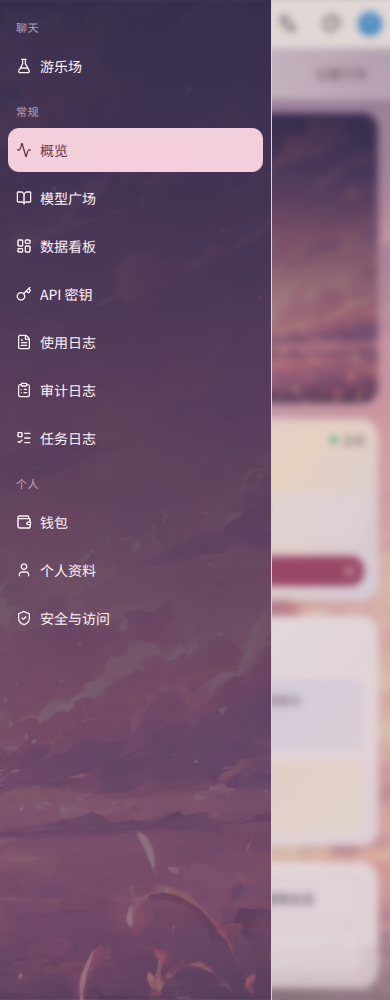 聊天
游乐场
常规
概览
模型广场
数据看板
API 密钥
使用日志
审计日志
任务日志
个人
钱包
个人资料
安全与访问